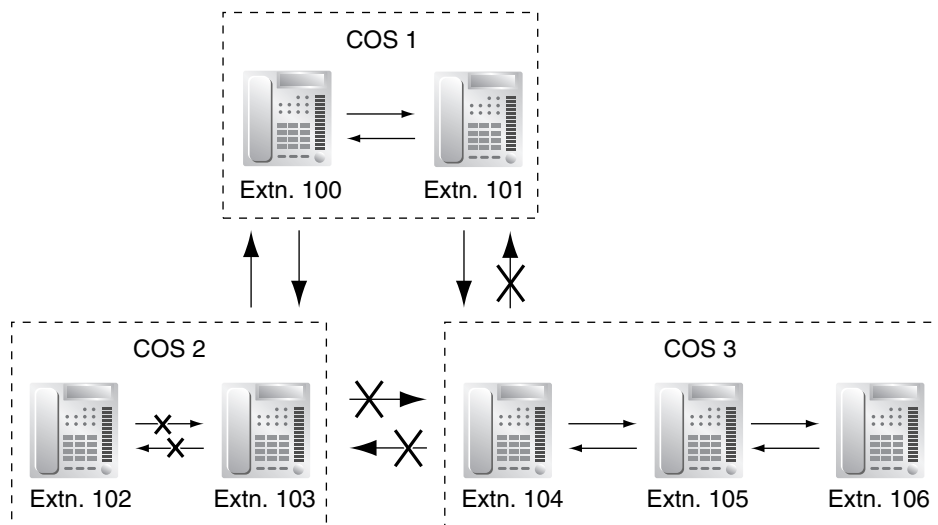 COS 1
Extn. 100 Extn. 101
COS 2
Extn. 102 Extn. 103
COS 3
Extn. 104 Extn. 105 Extn. 106